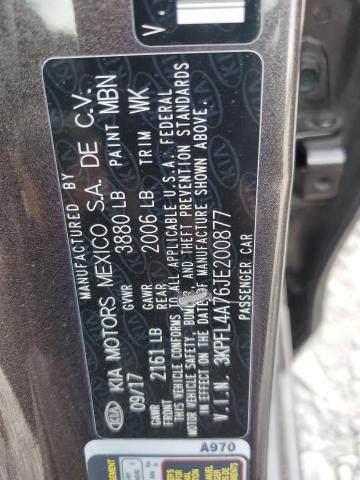 MANUFACTURED BY
KIA KIA MOTORS MEXICO S.A. DE C.V.
09/17 GVWR 3880 LB PAINT MBN
GAWR FRONT 2161 LB GAWR REAR 2006 LB TRIM WK
THIS VEHICLE CONFORMS TO ALL APPLICABLE U.S.A. FEDERAL
MOTOR VEHICLE SAFETY, BUMPER, AND THEFT PREVENTION STANDARDS
IN EFFECT ON THE DATE OF MANUFACTURE SHOWN ABOVE.
V.I.N. 3KPFL4A76JE200877
PASSENGER CAR
A970
V.